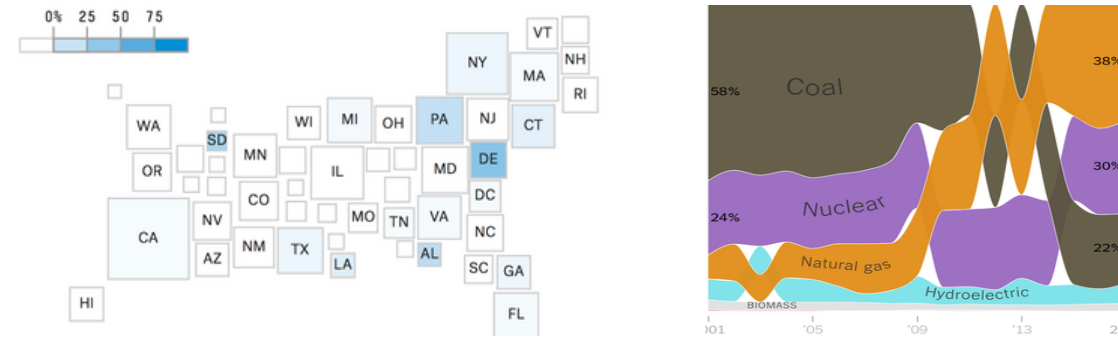 0% 25 50 75
VT
NY
NH
MA
RI
WA
WI
MI
OH
PA
NJ
CT
SD
MN
OR
IL
MD
DE
CO
DC
CA
NV
MO
TN
VA
NC
AZ
NM
TX
LA
AL
SC
GA
HI
FL
38%
58%
Coal
30%
24%
Nuclear
Natural gas
22%
Hydroelectric
BIOMASS
'05 '09 '13